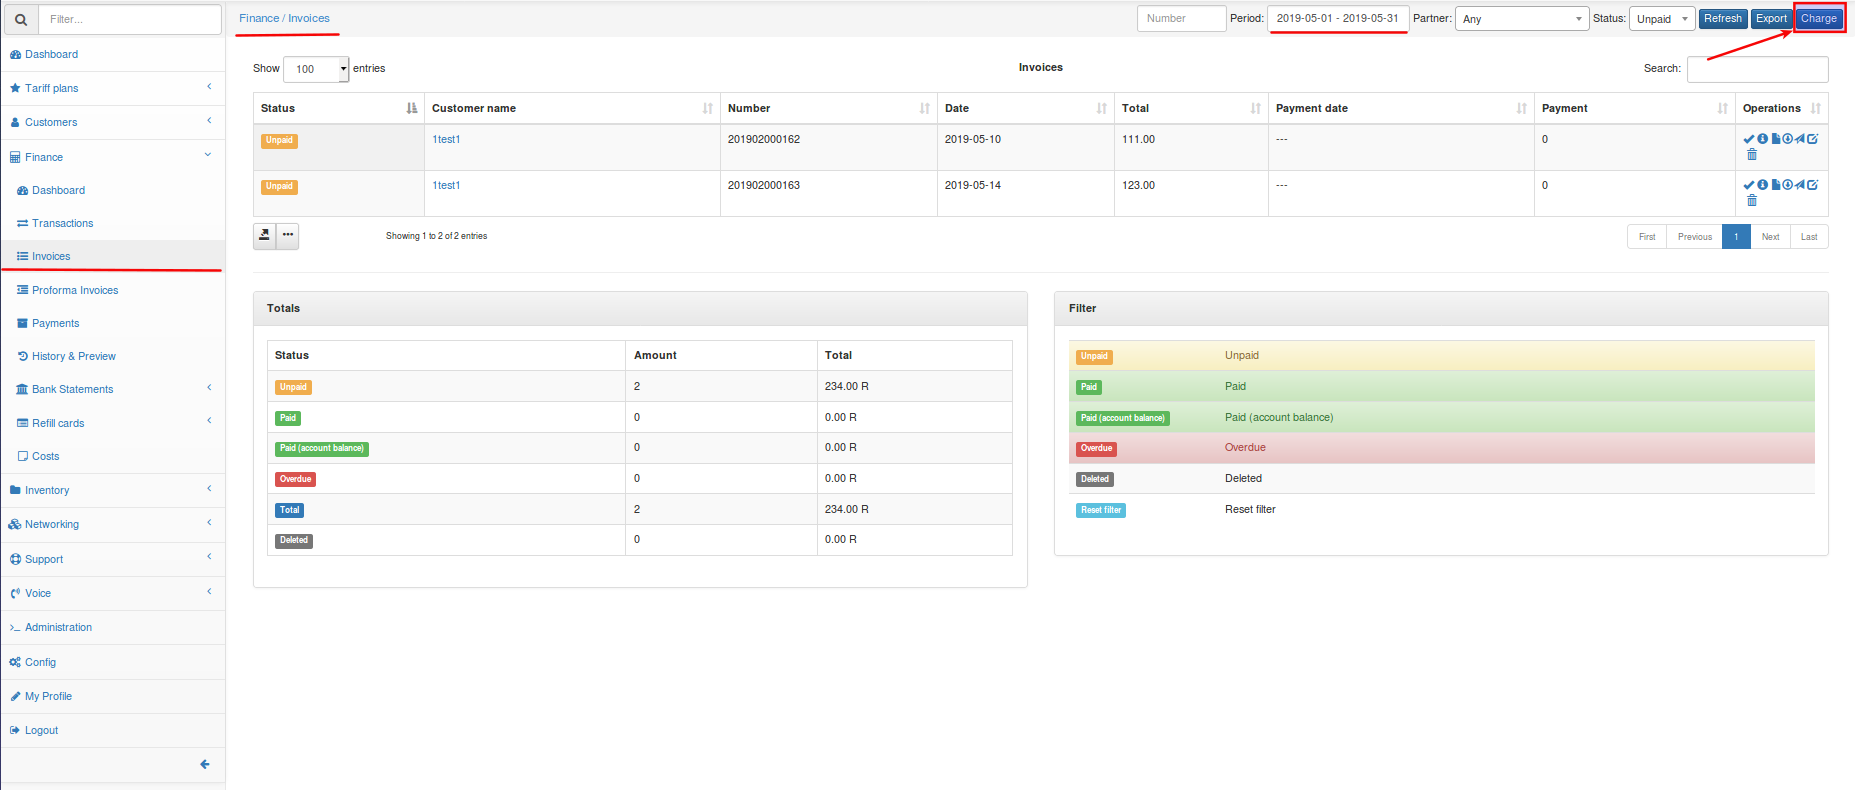 Filter...
Dashboard
Tariff plans
Customers
Finance
Dashboard
Transactions
Invoices
Proforma Invoices
Payments
History & Preview
Bank Statements
Refill cards
Costs
Inventory
Networking
Support
Voice
Administration
Config
My Profile
Logout
Finance / Invoices
Number Period: 2019-05-01 - 2019-05-31 Partner: Any Status: Unpaid Refresh Export Charge
Show 100 entries Invoices Search:
Status Customer name Number Date Total Payment date Payment Operations
Unpaid 1test1 201902000162 2019-05-10 111.00 --- 0
Unpaid 1test1 201902000163 2019-05-14 123.00 --- 0
Showing 1 to 2 of 2 entries First Previous 1 Next Last
Totals
Status Amount Total
Unpaid 2 234.00 R
Paid 0 0.00 R
Paid (account balance) 0 0.00 R
Overdue 0 0.00 R
Total 2 234.00 R
Deleted 0 0.00 R
Filter
Unpaid Unpaid
Paid Paid
Paid (account balance) Paid (account balance)
Overdue Overdue
Deleted Deleted
Reset filter Reset filter